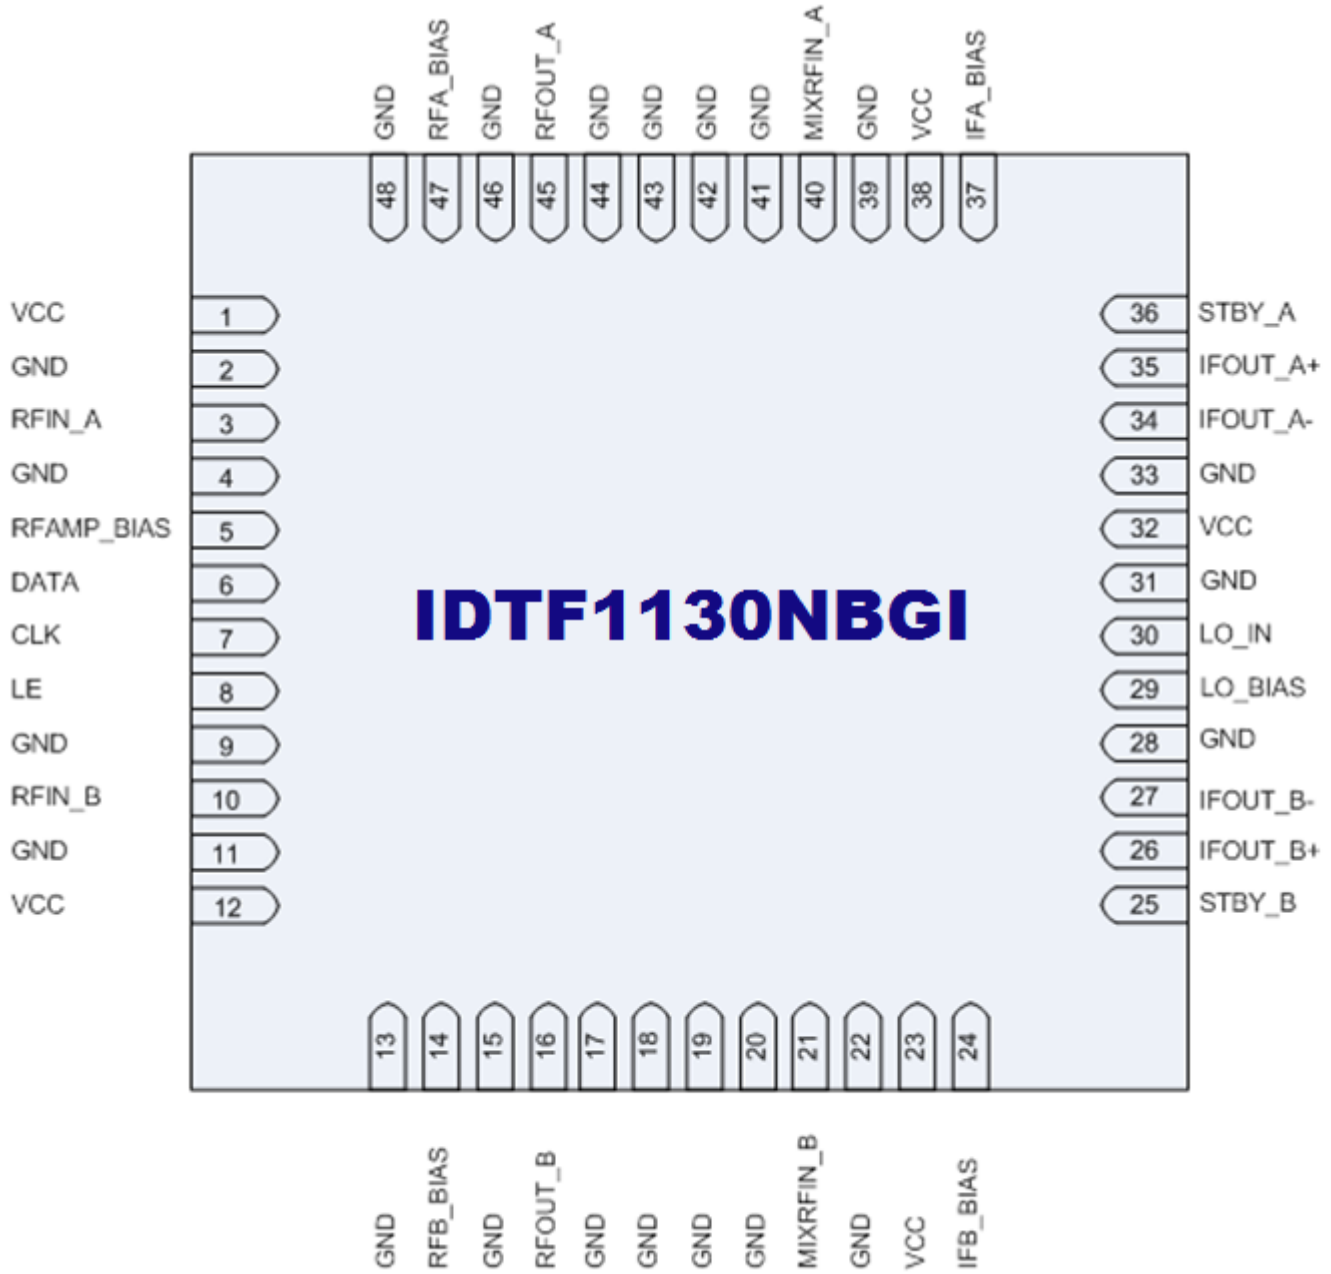 GND RFA_BIAS GND RFOUT_A GND GND GND GND MIXRFIN_A GND VCC IFA_BIAS
48 47 46 45 44 43 42 41 40 39 38 37
VCC 1 36 STBY_A
GND 2 35 IFOUT_A+
RFIN_A 3 34 IFOUT_A-
GND 4 33 GND
RFAMP_BIAS 5 32 VCC
DATA 6 31 GND
IDTF1130NBGI
CLK 7 30 LO_IN
LE 8 29 LO_BIAS
GND 9 28 GND
RFIN_B 10 27 IFOUT_B-
GND 11 26 IFOUT_B+
VCC 12 25 STBY_B
13 14 15 16 17 18 19 20 21 22 23 24
GND RFB_BIAS GND RFOUT_B GND GND GND GND MIXRFIN_B GND VCC IFB_BIAS